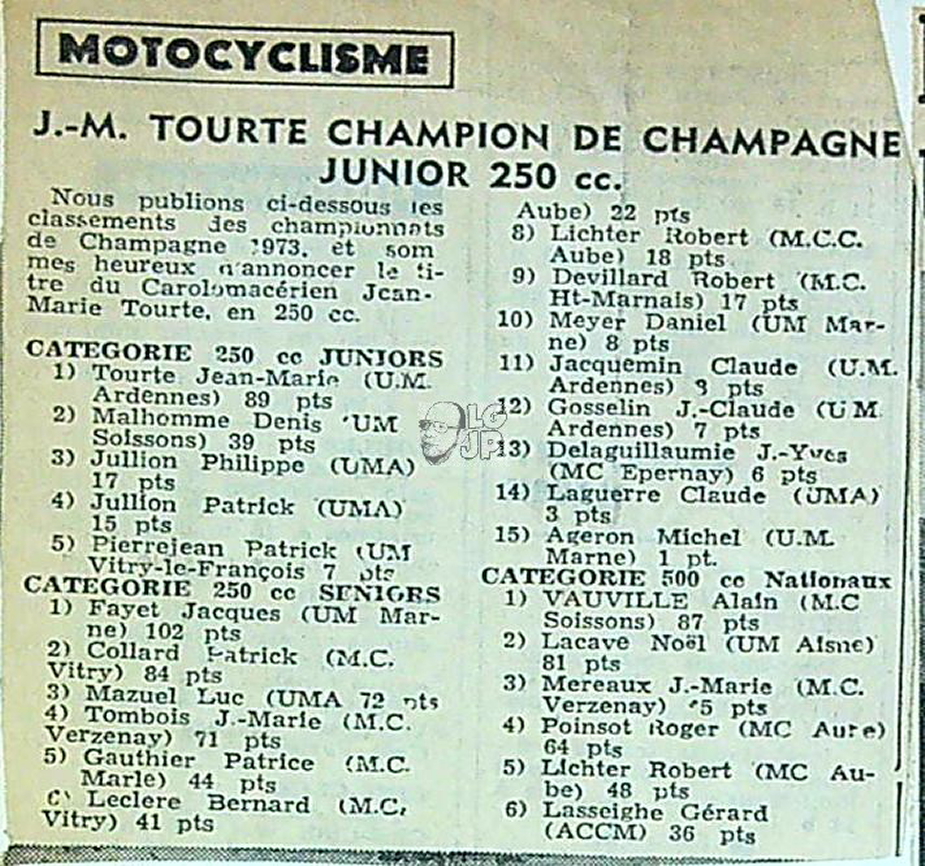 MOTOCYCLISME
J.-M. TOURTE CHAMPION DE CHAMPAGNE
JUNIOR 250 cc.
Nous publions ci-dessous les
classements des championnats
de Champagne 1973, et som
mes heureux d'annoncer le ti-
tre du Carolomacérien Jean-
Marie Tourte, en 250 cc.
CATEGORIE 250 cc JUNIORS
1) Tourte Jean-Marie (U.M.
Ardennes) 89 pts
2) Malhomme Denis (UM
Soissons) 39 pts
3) Jullion Philippe (UMA)
17 pts
4) Jullion Patrick (UMA)
15 pts
5) Pierrejean Patrick (UM
Vitry-le-François 7 pts
CATEGORIE 250 cc SENIORS
1) Fayet Jacques (UM Mar-
ne) 102 pts
2) Collard Patrick (M.C.
Vitry) 84 pts
3) Mazuel Luc (UMA 72 pts
4) Tombois J.-Marie (M.C.
Verzenay) 71 pts
5) Gauthier Patrice (M.C.
Marle) 44 pts
Leclere Bernard (M.C,
Vitry) 41 pts
Aube) 22 pts
8) Lichter Robert (M.C.C.
Aube) 18 pts
9) Devillard Robert (M.C.
Ht-Marnais) 17 pts
10) Meyer Daniel (UM Mar-
ne) 8 pts
11) Jacquemin Claude (U.M.
Ardennes) pts
12) Gosselin J.-Claude (U M
Ardennes) 7 pts
13) Delaguillaumie J.-Yves
(MC Epernay) 6 pts
14) Laguerre Claude (UMA)
3 pts
15) Ageron Michel (U.M.
Marne) 1 pt.
CATEGORIE 500 cc Nationaux
1) VAUVILLE Alain (M.C
Soissons) 87 pts
2) Lacave Noël (UM Aisne)
81 pts
3) Mereaux J.-Marie (M.C.
Verzenay) pts
4) Poinsot Roger (MC Aube)
64 pts
5) Lichter Robert (MC Au-
be) 48 pts
6) Lasseighe Gérard
(ACCM) 36 pts
LG
JP